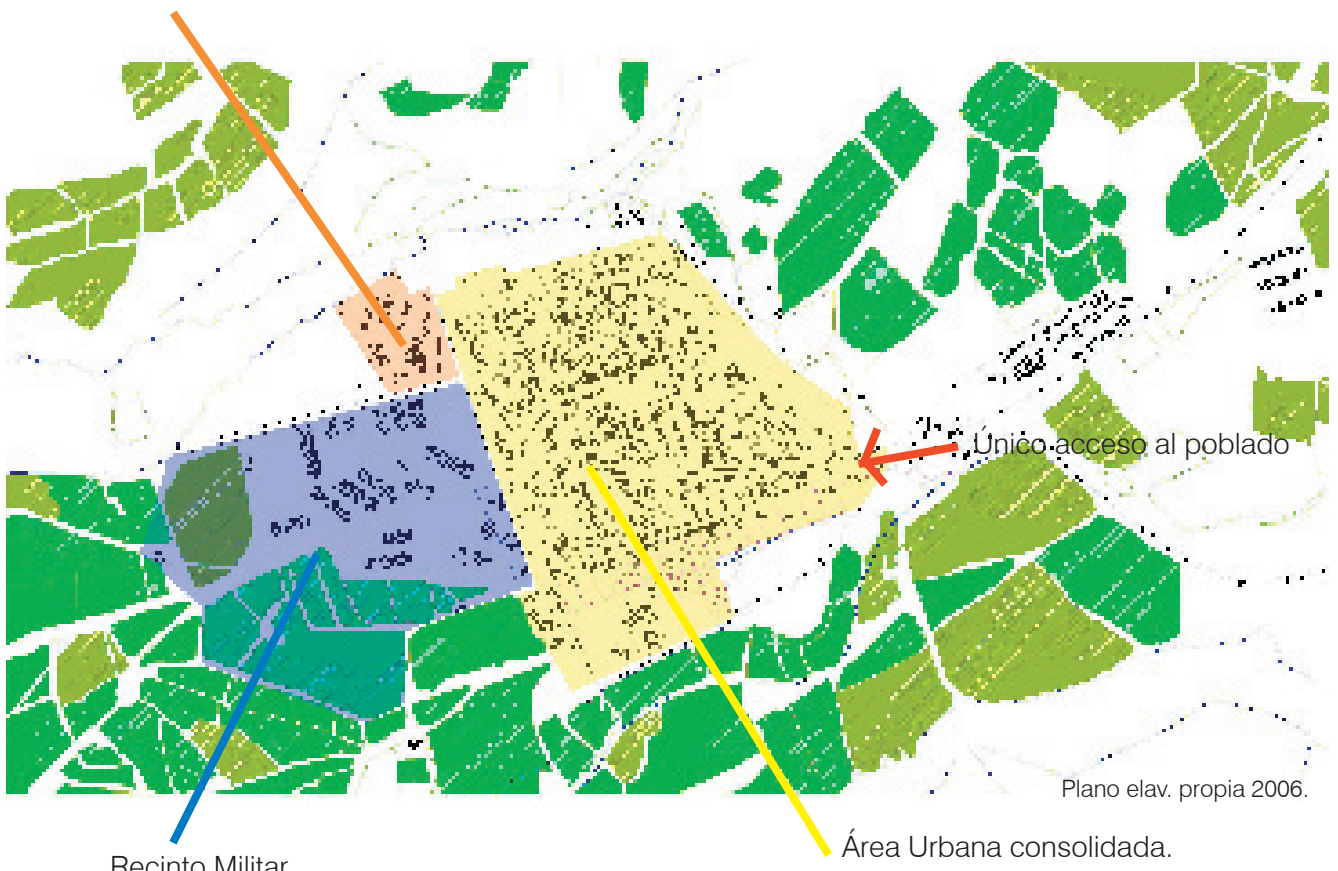 Único acceso al poblado
Plano elav. propia 2006.
Área Urbana consolidada.
Recinto Militar